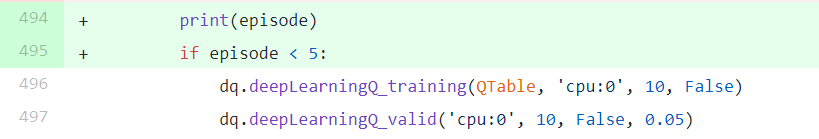 494 + print(episode)
495 + if episode < 5:
496 dq.deepLearningQ_training(QTable, 'cpu:0', 10, False)
497 dq.deepLearningQ_valid('cpu:0', 10, False, 0.05)